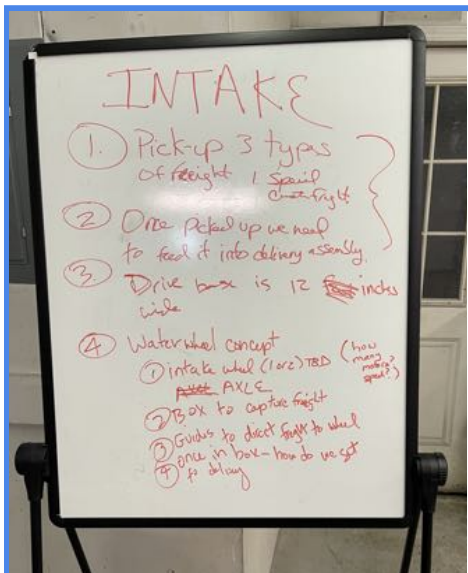 INTAKE
1. Pick-up 3 types
of freight 1 Special
freight
2 Once picked up we need
to feed it into delivery assembly.
3. Drive base is 12 inches
wide
4 Waterwheel concept
1 intake wheel (1 or 2) TBD (how
many
motors,
speed?)
AXLE
2 Box to capture freight
3 Guides to direct freight to wheel
4 once in box - how do we get
to delivery